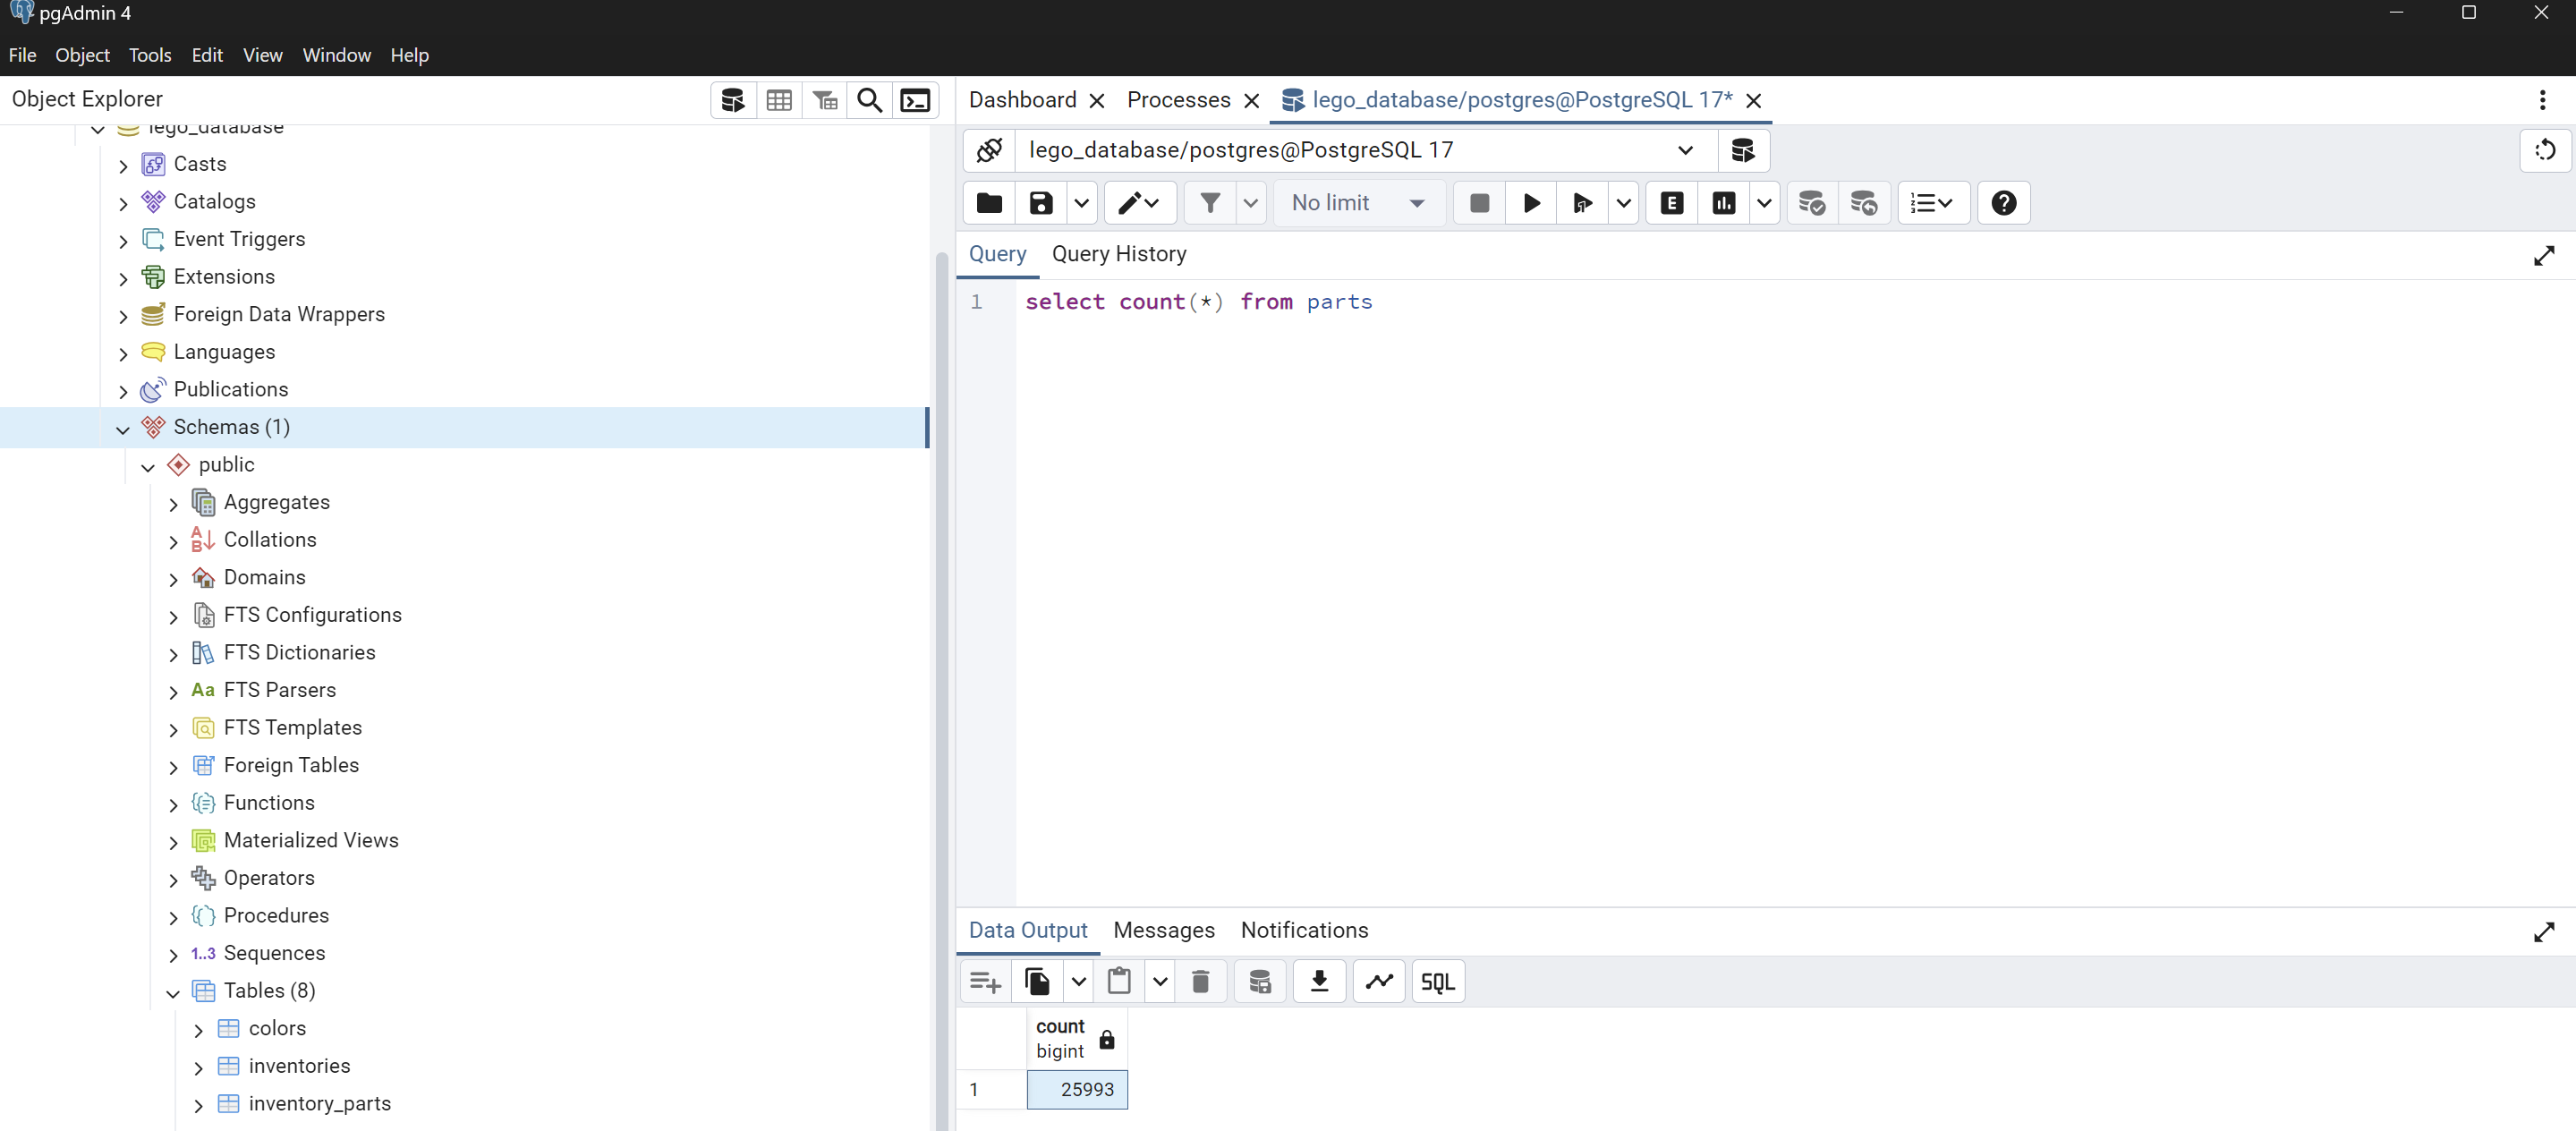 pgAdmin 4
File Object Tools Edit View Window Help
Object Explorer
lego_database
Casts
Catalogs
Event Triggers
Extensions
Foreign Data Wrappers
Languages
Publications
Schemas (1)
public
Aggregates
Collations
Domains
FTS Configurations
FTS Dictionaries
Aa FTS Parsers
FTS Templates
Foreign Tables
Functions
Materialized Views
Operators
Procedures
1..3 Sequences
Tables (8)
colors
inventories
inventory_parts
Dashboard Processes lego_database/postgres@PostgreSQL 17*
lego_database/postgres@PostgreSQL 17
No limit E
Query Query History
1 select count(*) from parts
Data Output Messages Notifications
SQL
count
bigint
1 25993